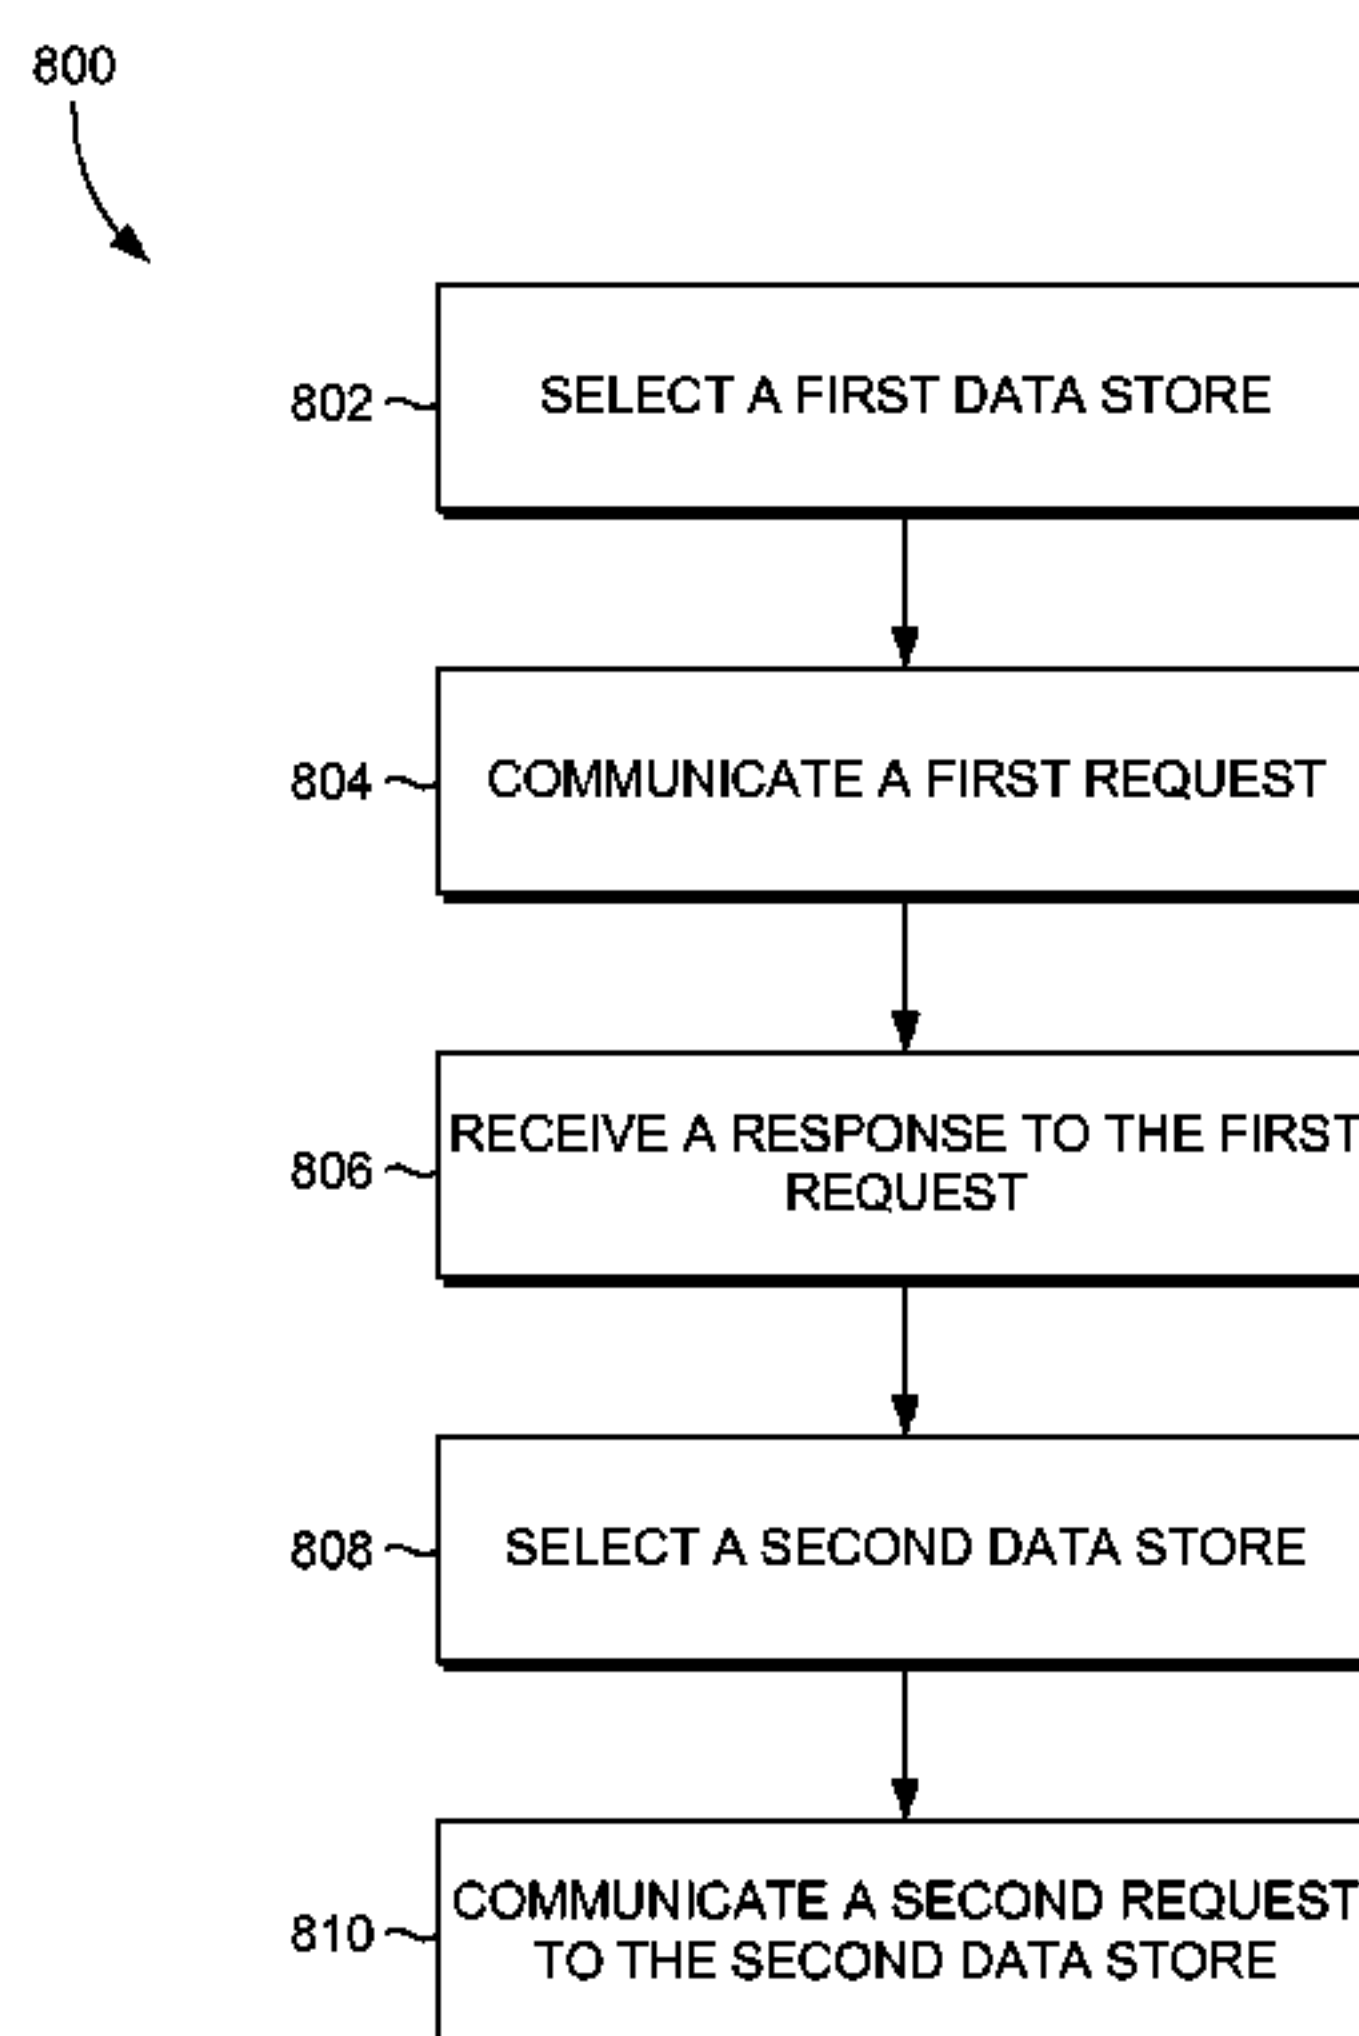 800
802
SELECT A FIRST DATA STORE
804
COMMUNICATE A FIRST REQUEST
806
RECEIVE A RESPONSE TO THE FIRST
REQUEST
808
SELECT A SECOND DATA STORE
810
COMMUNICATE A SECOND REQUEST
TO THE SECOND DATA STORE